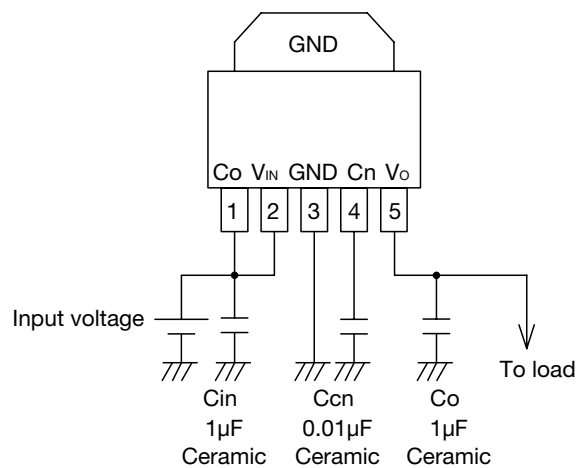 GND
Co VIN GND Cn VO
1 2 3 4 5
Input voltage
To load
Cin Ccn Co
1µF 0.01µF 1µF
Ceramic Ceramic Ceramic